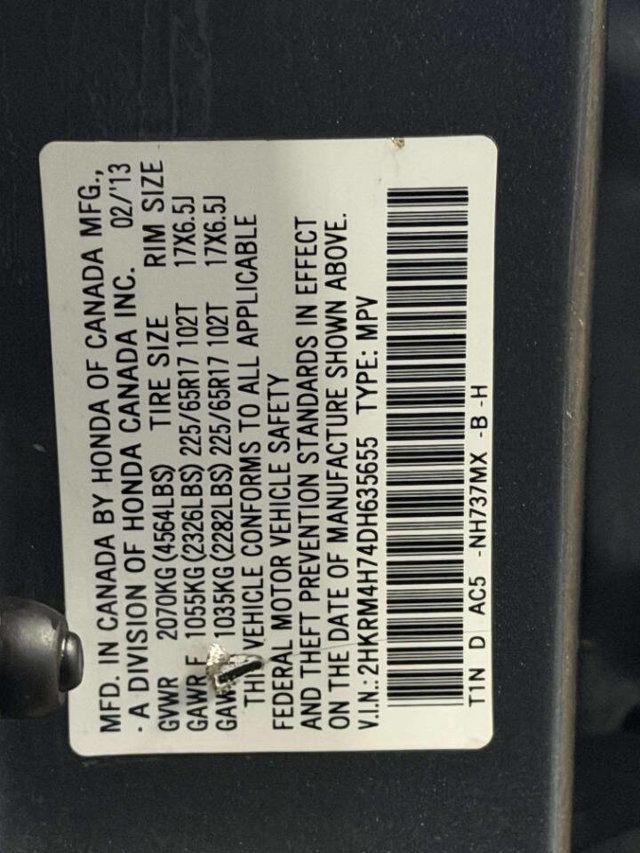 MFD. IN CANADA BY HONDA OF CANADA MFG.,
- A DIVISION OF HONDA CANADA INC. 02/'13
GVWR 2070KG (4564LBS) TIRE SIZE RIM SIZE
GAWR F 1055KG (2326LBS) 225/65R17 102T 17X6.5J
1035KG (2282LBS) 225/65R17 102T 17X6.5J
VEHICLE CONFORMS TO ALL APPLICABLE
FEDERAL MOTOR VEHICLE SAFETY
AND THEFT PREVENTION STANDARDS IN EFFECT
ON THE DATE OF MANUFACTURE SHOWN ABOVE.
V.I.N.: 2HKRM4H74DH635655 TYPE: MPV
T1N D AC5 -NH737MX -B -H